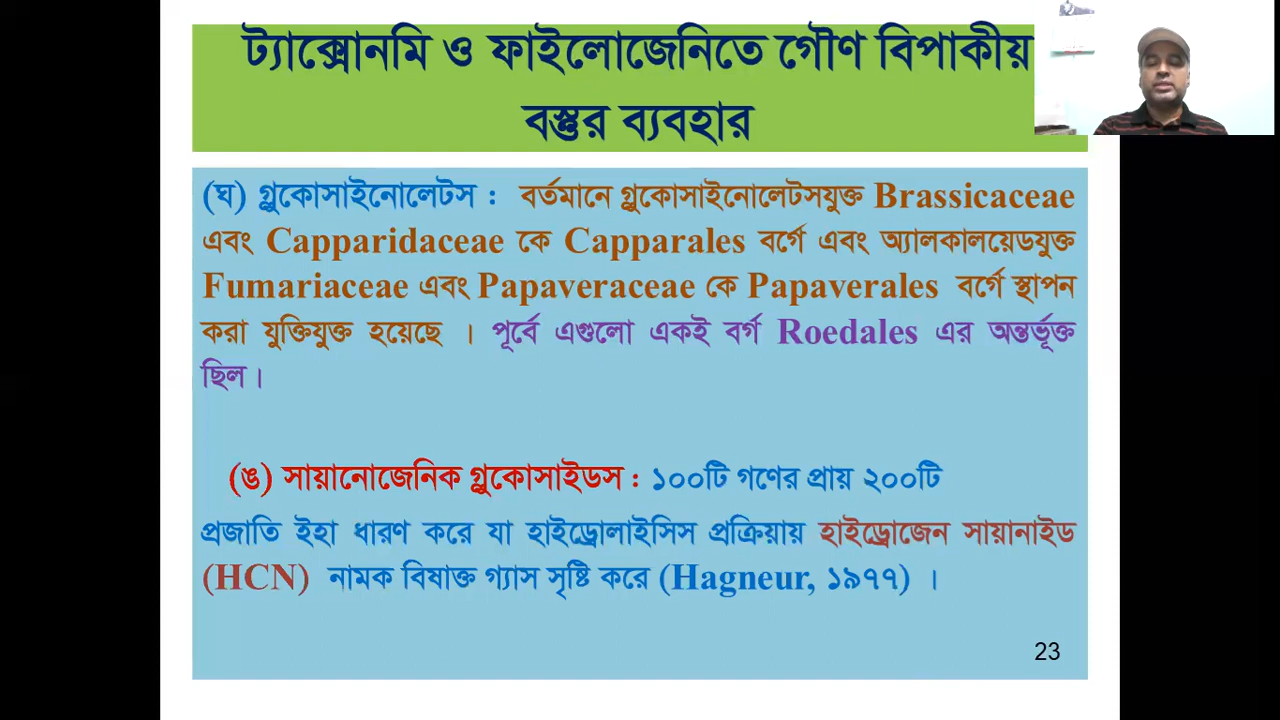 ট্যাক্সোনমি ও ফাইলোজেনিতে গৌণ বিপাকীয়
বস্তুর ব্যবহার
(ঘ) গ্লুকোসাইনোলেটস : বর্তমানে গ্লুকোসাইনোলেটসযুক্ত Brassicaceae
এবং Capparidaceae কে Capparales বর্গে এবং অ্যালকালয়েডযুক্ত
Fumariaceae এবং Papaveraceae কে Papaverales বর্গে স্থাপন
করা যুক্তিযুক্ত হয়েছে । পূর্বে এগুলো একই বর্গ Roedales এর অন্তর্ভূক্ত
ছিল।
(ঙ) সায়ানোজেনিক গ্লুকোসাইডস : ১০০টি গণের প্রায় ২০০টি
প্রজাতি ইহা ধারণ করে যা হাইড্রোলাইসিস প্রক্রিয়ায় হাইড্রোজেন সায়ানাইড
(HCN) নামক বিষাক্ত গ্যাস সৃষ্টি করে (Hagneur, ১৯৭৭) ।
23